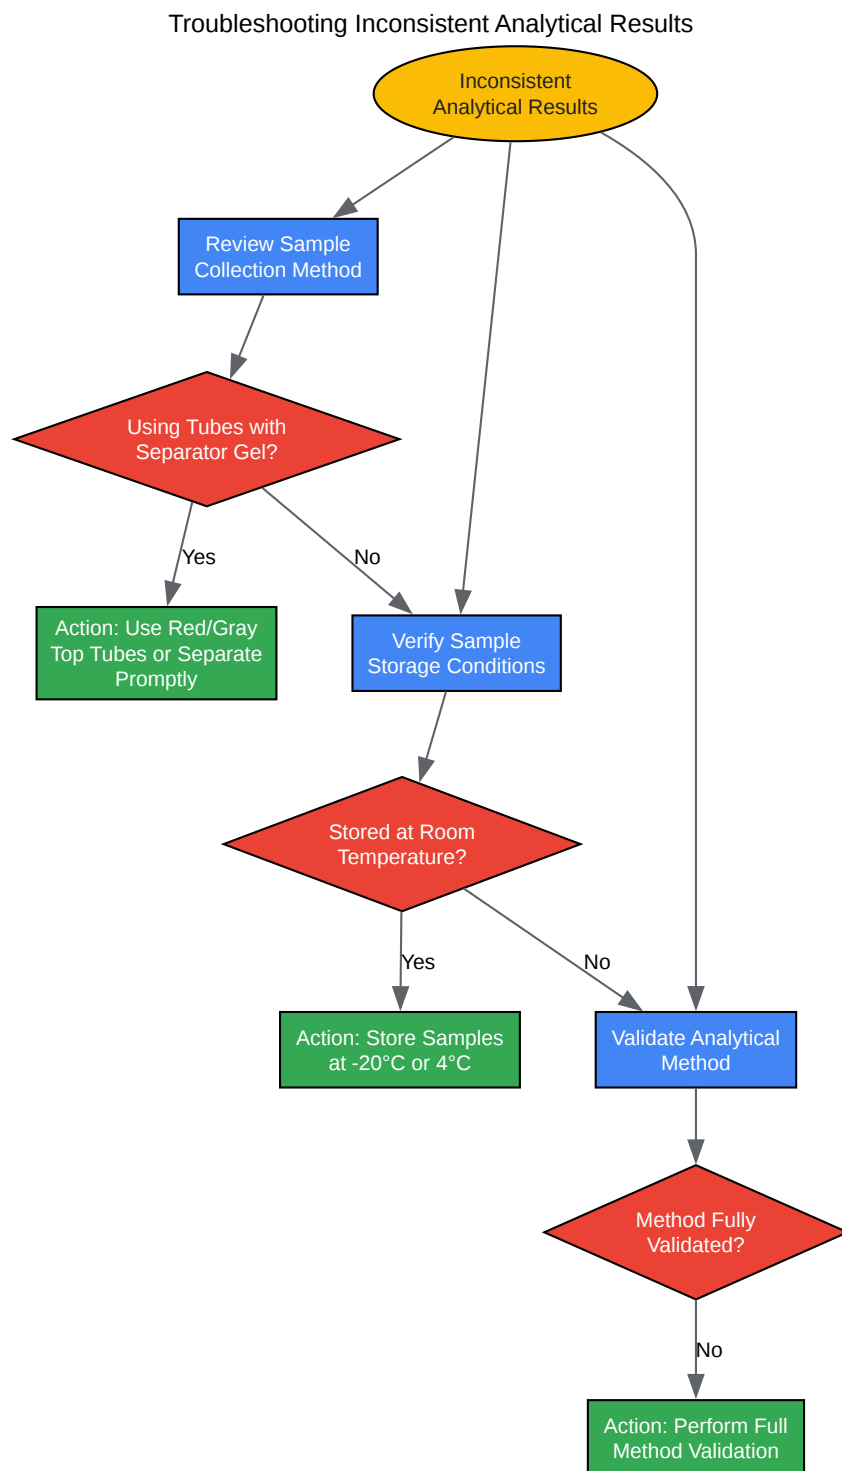 Troubleshooting Inconsistent Analytical Results
Inconsistent
Analytical Results
Review Sample
Collection Method
Using Tubes with
Separator Gel?
Yes
No
Action: Use Red/Gray
Top Tubes or Separate
Promptly
Verify Sample
Storage Conditions
Stored at Room
Temperature?
Yes
No
Action: Store Samples
at -20°C or 4°C
Validate Analytical
Method
Method Fully
Validated?
No
Action: Perform Full
Method Validation